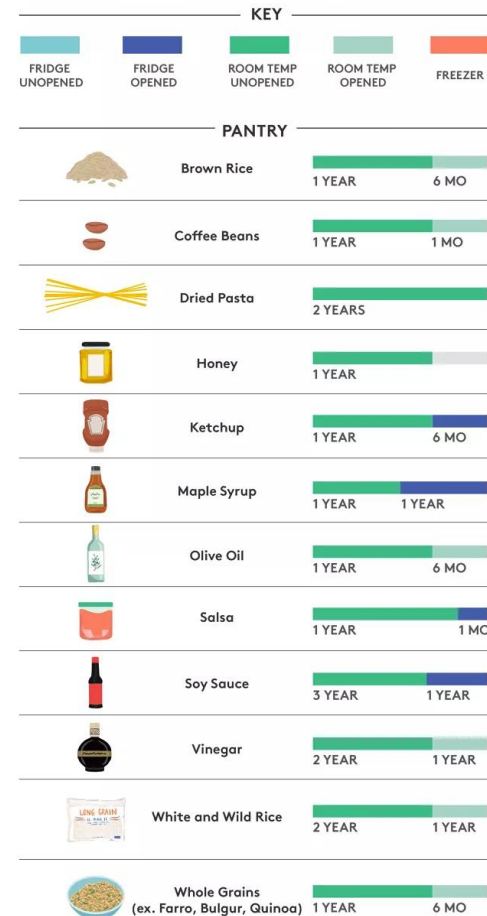 KEY
FRIDGE UNOPENED
FRIDGE OPENED
ROOM TEMP UNOPENED
ROOM TEMP OPENED
FREEZER
PANTRY
Brown Rice
1 YEAR 6 MO
Coffee Beans
1 YEAR 1 MO
Dried Pasta
2 YEARS
Honey
1 YEAR
Ketchup
1 YEAR 6 MO
Maple Syrup
1 YEAR 1 YEAR
Olive Oil
1 YEAR 6 MO
Salsa
1 YEAR 1 MO
Soy Sauce
3 YEAR 1 YEAR
Vinegar
2 YEAR 1 YEAR
LONG GRAIN
White and Wild Rice
2 YEAR 1 YEAR
Whole Grains
(ex. Farro, Bulgur, Quinoa)
1 YEAR 6 MO